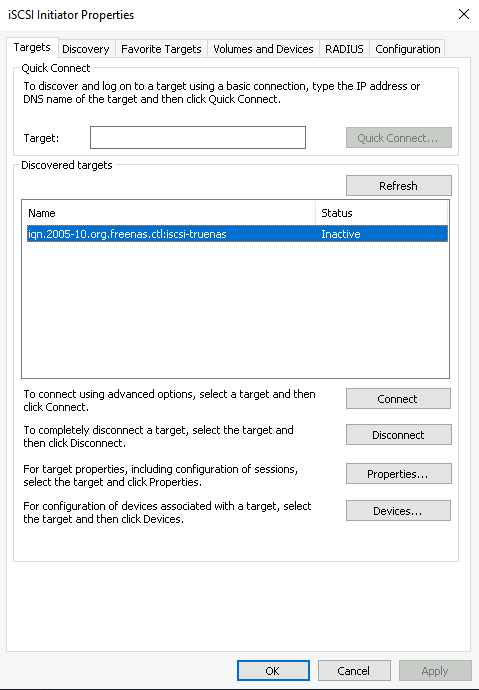 iSCSI Initiator Properties
Targets Discovery Favorite Targets Volumes and Devices RADIUS Configuration
Quick Connect
To discover and log on to a target using a basic connection, type the IP address or
DNS name of the target and then click Quick Connect.
Target: Quick Connect...
Discovered targets
Refresh
Name Status
iqn.2005-10.org.freenas.ctl:iscsi-truenas Inactive
To connect using advanced options, select a target and then
click Connect.
Connect
To completely disconnect a target, select the target and
then click Disconnect.
Disconnect
For target properties, including configuration of sessions,
select the target and click Properties.
Properties...
For configuration of devices associated with a target, select
the target and then click Devices.
Devices...
OK Cancel Apply